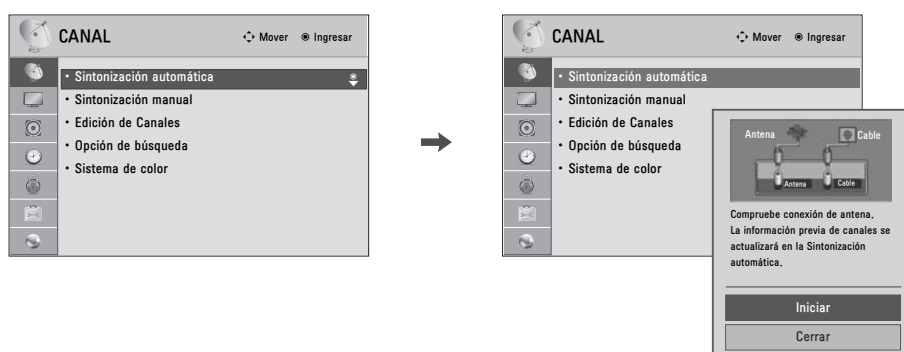 CANAL
Mover
Ingresar
• Sintonización automática
• Sintonización manual
• Edición de Canales
• Opción de búsqueda
• Sistema de color
CANAL
Mover
Ingresar
• Sintonización automática
• Sintonización manual
• Edición de Canales
• Opción de búsqueda
• Sistema de color
Antena
Cable
Antena
Cable
Compruebe conexión de antena.
La información previa de canales se
actualizará en la Sintonización
automática.
Iniciar
Cerrar